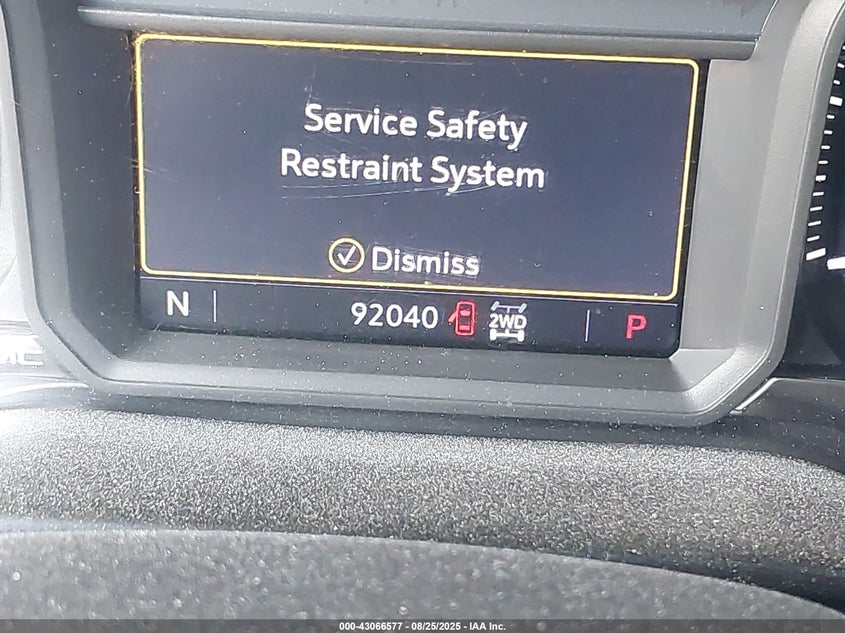 Service Safety
Restraint System
Dismiss
N 92040 2WD P
000-43066577 - 08/25/2025 - IAA Inc.